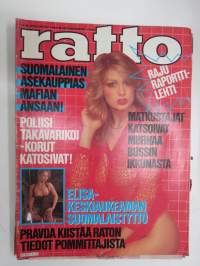 ratto
SUOMALAINEN
ASEKAUPPIAS
MAFIAN
ANSAAN!
RAJU
RAPORTTI-
LEHTI
POLIISI
TAKAVARIKOI
-KORUT
KATOSIVAT!
MATKUSTAJAT
KATSOIVAT
MURHAA
BUSSIN
IKKUNASTA
ELISA-
KESKIAUKEAMAN
SUOMALAISTYTTÖ
PRAVDA KIISTÄÄ RATON
TIEDOT POMMITTAJISTA